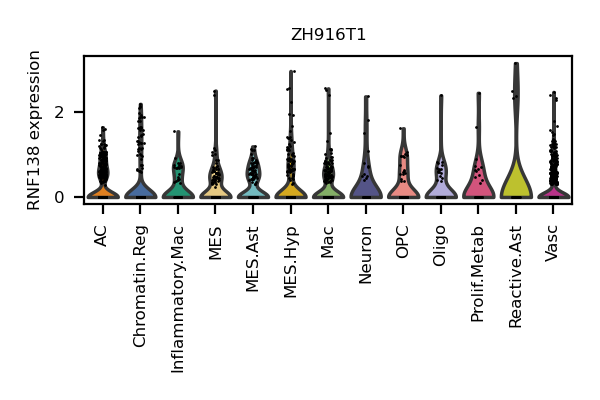 ZH916T1
RNF138 expression
2
0
AC
Chromatin.Reg
Inflammatory.Mac
MES
MES.Ast
MES.Hyp
Mac
Neuron
OPC
Oligo
Prolif.Metab
Reactive.Ast
Vasc